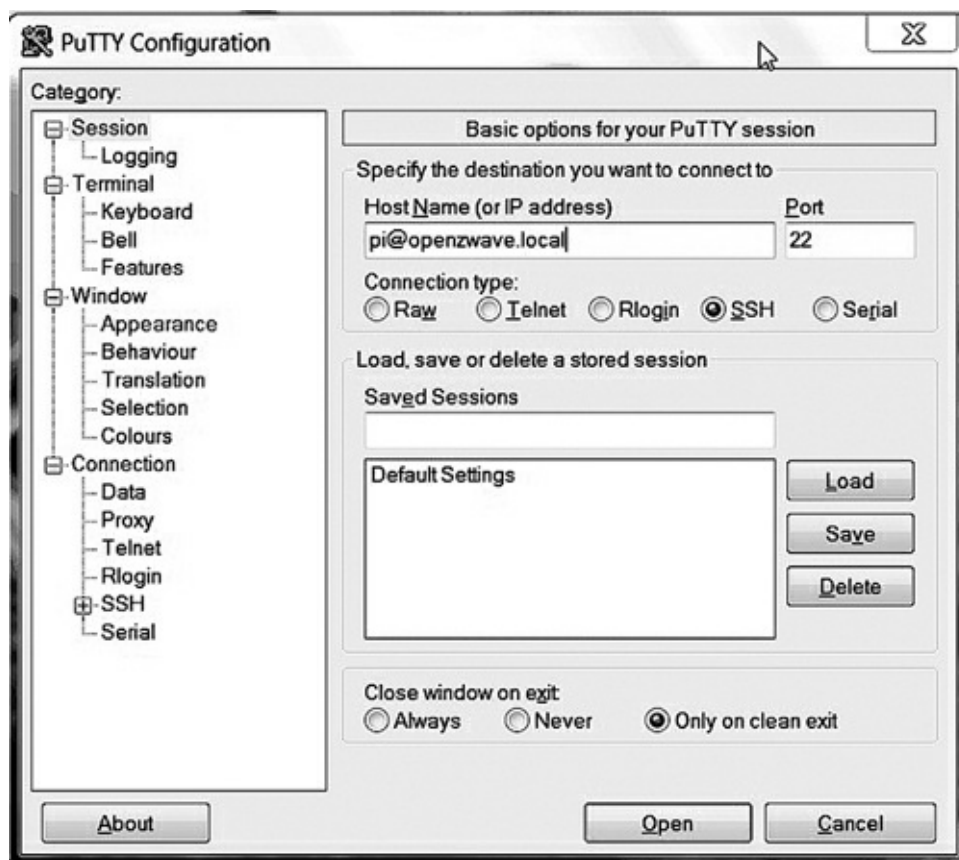 PuTTY Configuration
Category:
Session
Logging
Terminal
Keyboard
Bell
Features
Window
Appearance
Behaviour
Translation
Selection
Colours
Connection
Data
Proxy
Telnet
Rlogin
SSH
Serial
Basic options for your PuTTY session
Specify the destination you want to connect to
Host Name (or IP address) Port
pi@openzwave.local 22
Connection type:
Raw Telnet Rlogin SSH Serial
Load, save or delete a stored session
Saved Sessions
Default Settings
Load
Save
Delete
Close window on exit:
Always Never Only on clean exit
About Open Cancel